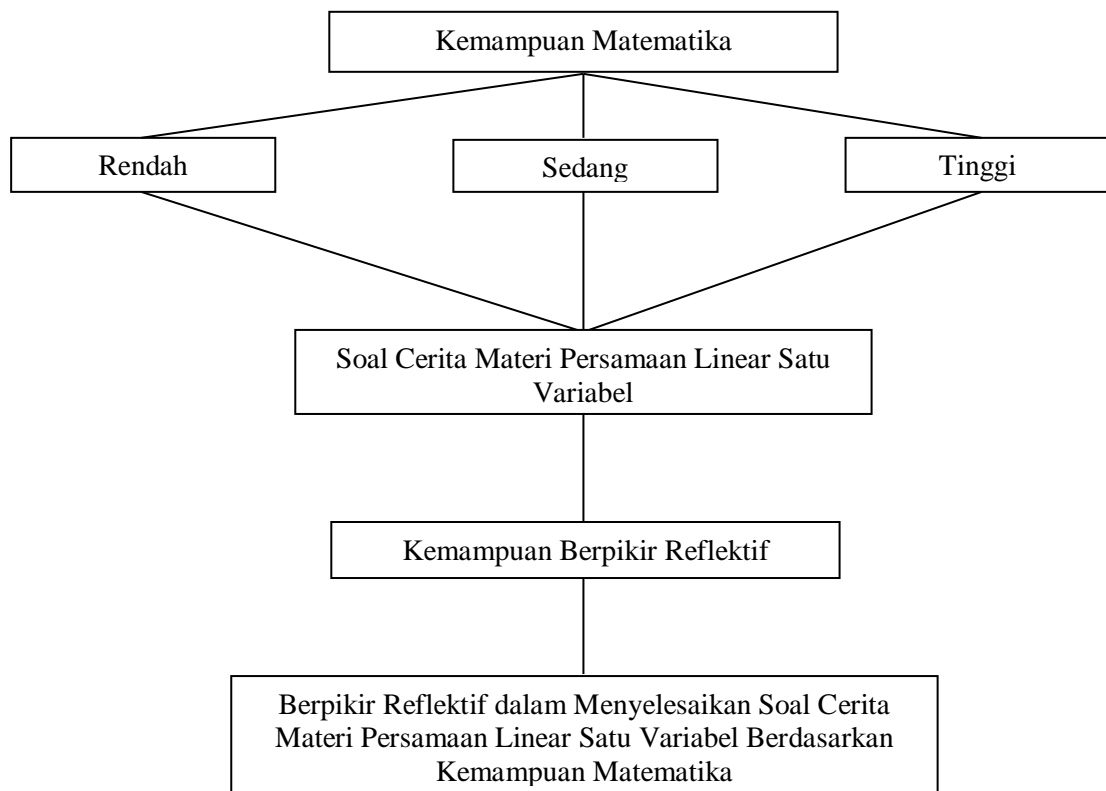 Kemampuan Matematika
Rendah
Sedang
Tinggi
Soal Cerita Materi Persamaan Linear Satu
Variabel
Kemampuan Berpikir Reflektif
Berpikir Reflektif dalam Menyelesaikan Soal Cerita
Materi Persamaan Linear Satu Variabel Berdasarkan
Kemampuan Matematika